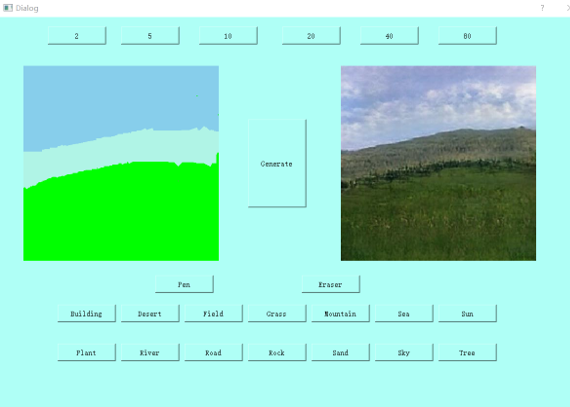 Dialog
2 5 10 20 40 80
Generate
Pen Eraser
Building Desert Field Grass Mountain Sea Sun
Plant River Road Rock Sand Sky Tree